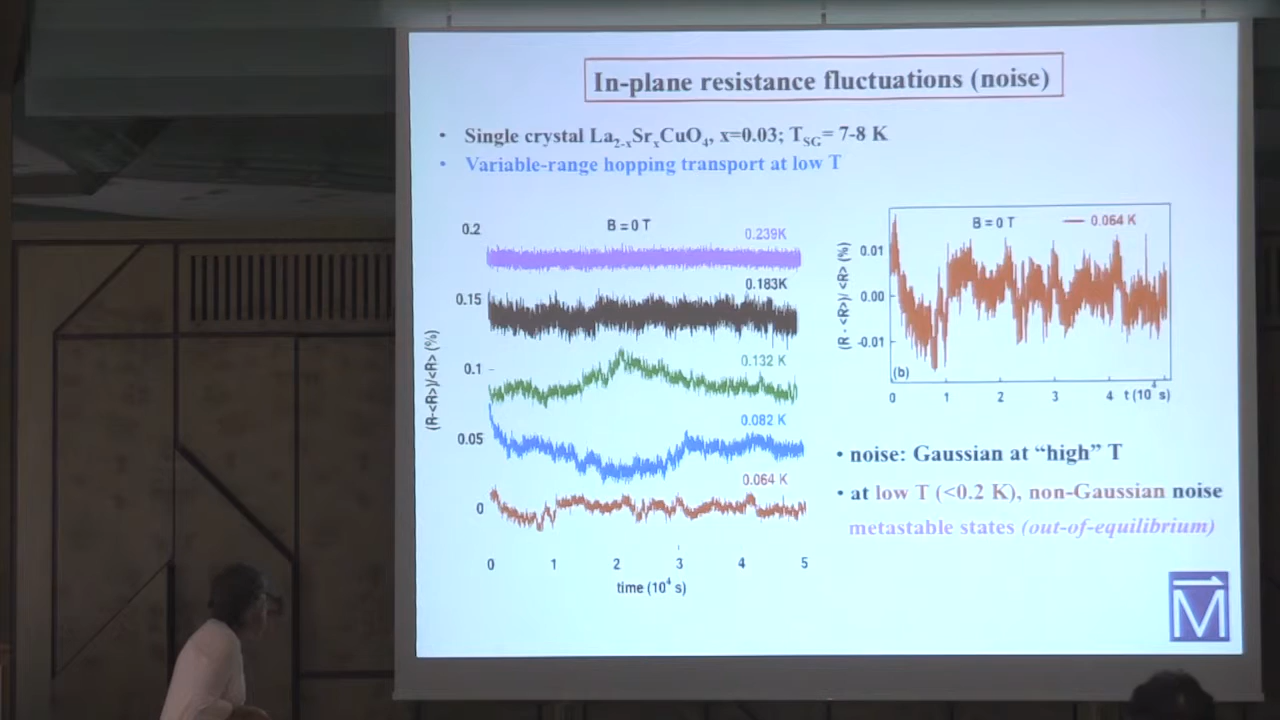 In-plane resistance fluctuations (noise)
• Single crystal La2-xSrxCuO4, x=0.03; TSG= 7-8 K
• Variable-range hopping transport at low T
B = 0 T
0.239K
0.183K
0.132 K
0.082 K
0.064 K
0.2
0.15
0.1
0.05
0
(R-<R>)/<R> (%)
0 1 2 3 4 5
time (10^4 s)
B = 0 T
0.064 K
0.01
0.00
-0.01
(R - <R>)/ <R> (%)
(b)
0 1 2 3 4 t (10^4 s)
• noise: Gaussian at “high” T
• at low T (<0.2 K), non-Gaussian noise
metastable states (out-of-equilibrium)
M